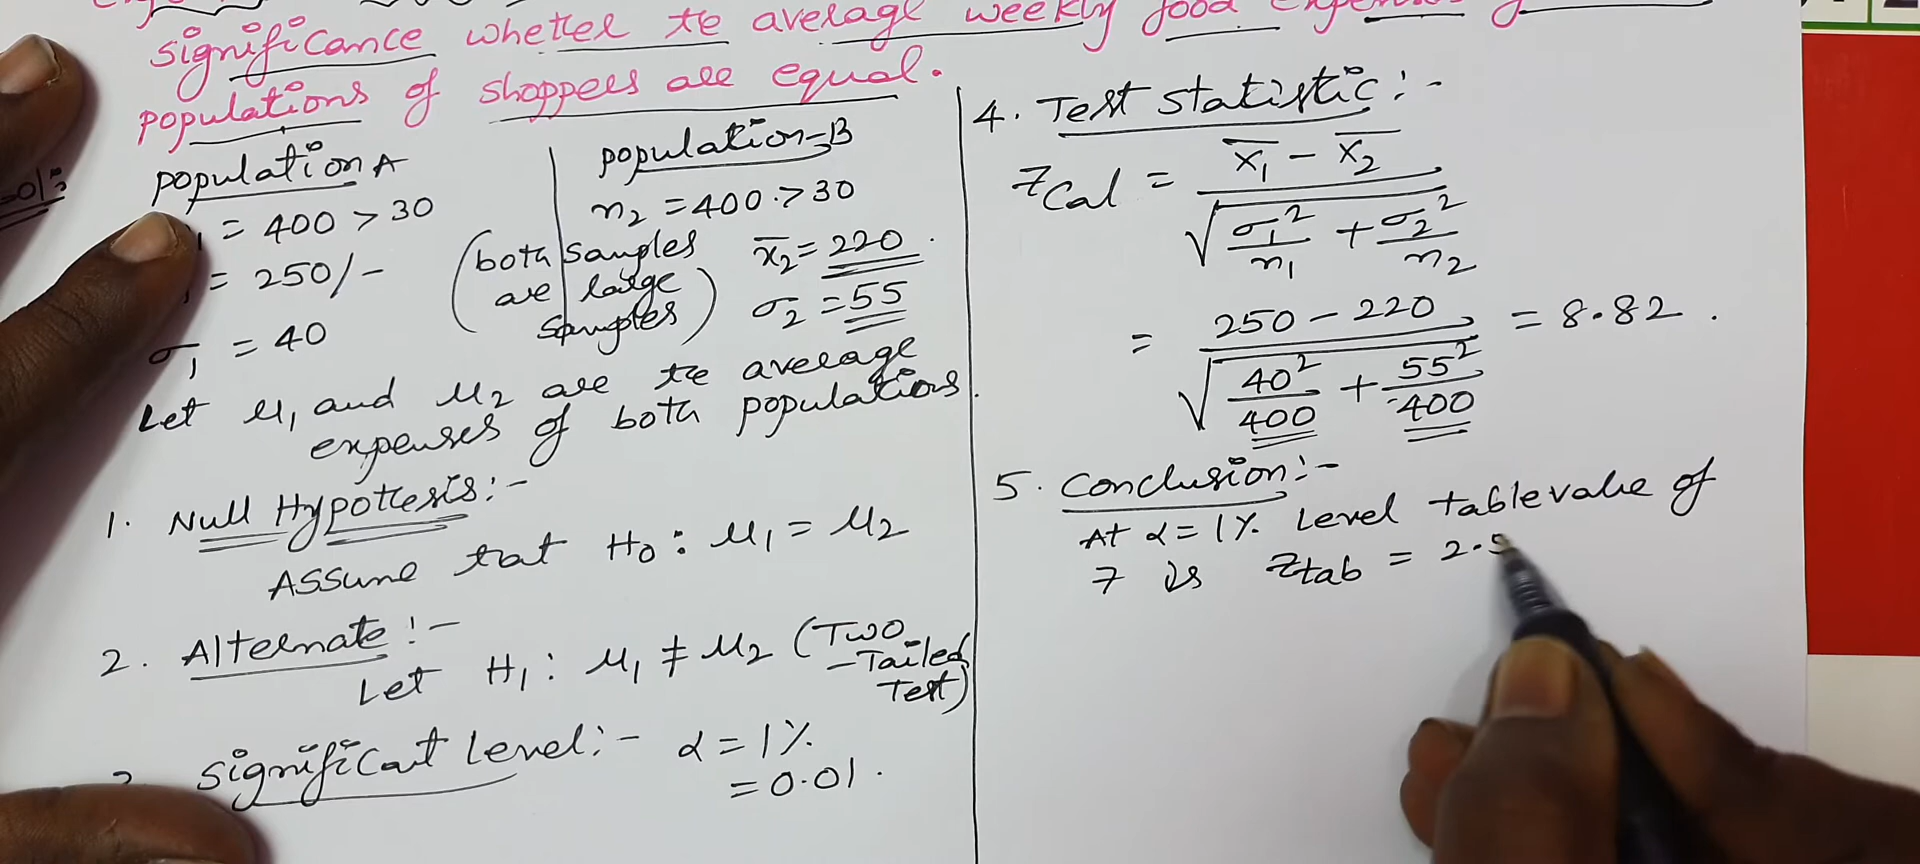 significance whether the average weekly food
populations of shoppers are equal.
population A
= 400 > 30
= 250/-
σ1 = 40
population-B
n2 = 400 > 30
(both samples are large samples)
x̄2 = 220.
σ2 = 55
Let μ1 and μ2 are the average
expenses of both populations.
1. Null Hypothesis:-
Assume that H0: μ1 = μ2
2. Alternate:-
Let H1: μ1 ≠ μ2 (Two-Tailed Test)
significant Level:- α = 1%
= 0.01.
4. Test statistic:-
Zcal = x̄1 - x̄2 / √(σ1²/n1 + σ2²/n2)
= 250 - 220 / √(40²/400 + 55²/400) = 8.82.
5. Conclusion:-
At α = 1% Level table value of
Z is Ztab = 2.5